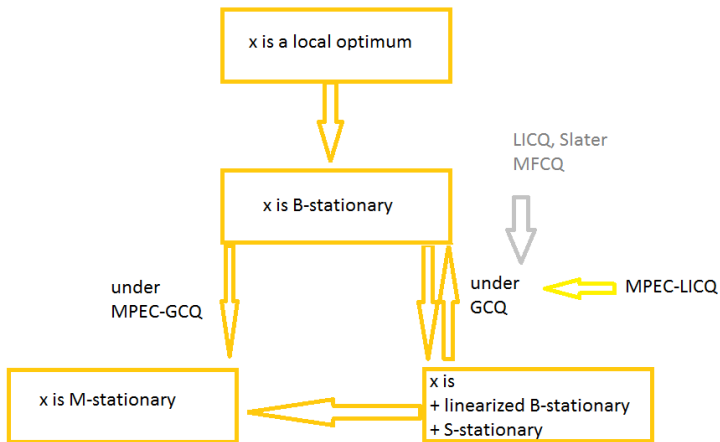 x is a local optimum
LICQ, Slater
MFCQ
x is B-stationary
under
MPEC-GCQ
under
GCQ
MPEC-LICQ
x is M-stationary
x is
+ linearized B-stationary
+ S-stationary